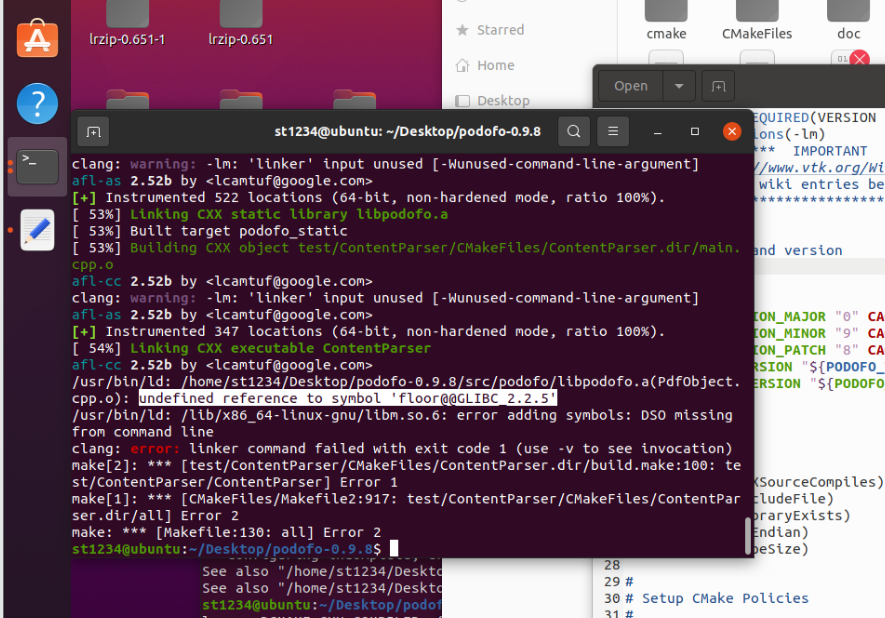 lrzip-0.651-1
lrzip-0.651
Starred
Home
Desktop
cmake
CMakeFiles
doc
Open
st1234@ubuntu: ~/Desktop/podofo-0.9.8
clang: warning: -lm: 'linker' input unused [-Wunused-command-line-argument]
afl-as 2.52b by <lcamtuf@google.com>
[+] Instrumented 522 locations (64-bit, non-hardened mode, ratio 100%).
[ 53%] Linking CXX static library libpodofo.a
[ 53%] Built target podofo_static
[ 53%] Building CXX object test/ContentParser/CMakeFiles/ContentParser.dir/main.
cpp.o
afl-cc 2.52b by <lcamtuf@google.com>
clang: warning: -lm: 'linker' input unused [-Wunused-command-line-argument]
afl-as 2.52b by <lcamtuf@google.com>
[+] Instrumented 347 locations (64-bit, non-hardened mode, ratio 100%).
[ 54%] Linking CXX executable ContentParser
afl-cc 2.52b by <lcamtuf@google.com>
/usr/bin/ld: /home/st1234/Desktop/podofo-0.9.8/src/podofo/libpodofo.a(PdfObject.
cpp.o): undefined reference to symbol 'floor@@GLIBC_2.2.5'
/usr/bin/ld: /lib/x86_64-linux-gnu/libm.so.6: error adding symbols: DSO missing
from command line
clang: error: linker command failed with exit code 1 (use -v to see invocation)
make[2]: *** [test/ContentParser/CMakeFiles/ContentParser.dir/build.make:100: te
st/ContentParser/ContentParser] Error 1
make[1]: *** [CMakeFiles/Makefile2:917: test/ContentParser/CMakeFiles/ContentPar
ser.dir/all] Error 2
make: *** [Makefile:130: all] Error 2
st1234@ubuntu:~/Desktop/podofo-0.9.8$
See also "/home/st1234/Deskto
See also "/home/st1234/Deskto
st1234@ubuntu:~/Desktop/podof
EQUIRED(VERSION
ions(-lm)
*** IMPORTANT
//www.vtk.org/Wi
wiki entries be
*****************
and version
ION_MAJOR "0" CA
ION_MINOR "9" CA
ION_PATCH "8" CA
RSION "${PODOFO_
ERSION "${PODOFO
XSourceCompiles)
cludeFile)
braryExists)
Endian)
peSize)
28
29 #
30 # Setup CMake Policies
31 #